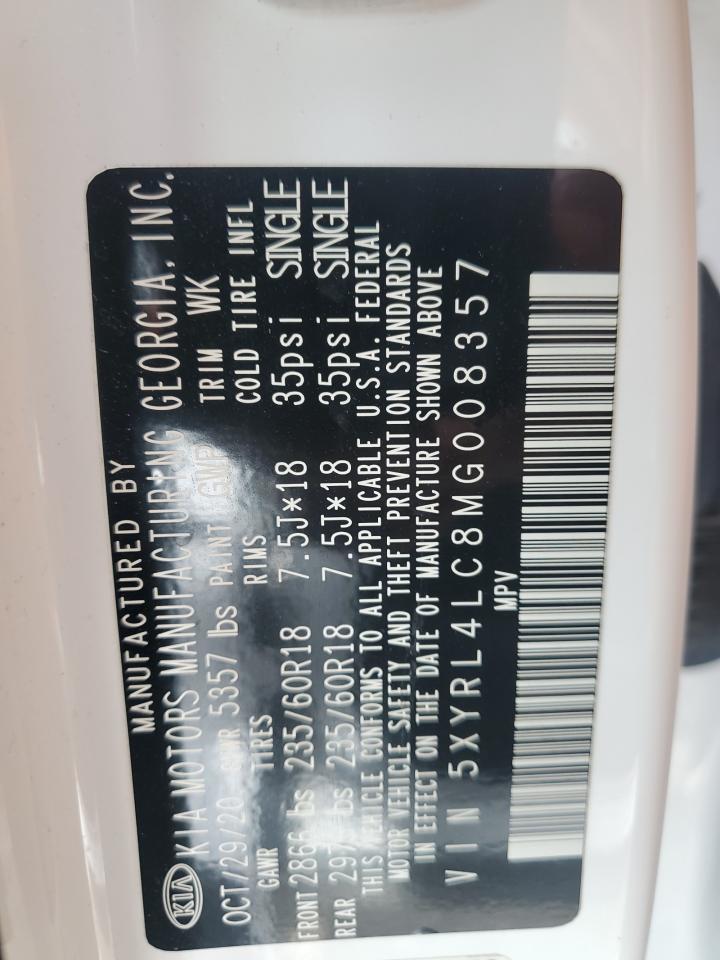 MANUFACTURED BY
KIA KIA MOTORS MANUFACTURING GEORGIA, INC.
OCT/29/20 GVWR 5357 lbs PAINT GWP TRIM WK
GAWR TIRES RIMS COLD TIRE INFL
FRONT 2866 lbs 235/60R18 7.5J*18 35psi SINGLE
REAR lbs 235/60R18 7.5J*18 35psi SINGLE
THIS VEHICLE CONFORMS TO ALL APPLICABLE U.S.A. FEDERAL
MOTOR VEHICLE SAFETY AND THEFT PREVENTION STANDARDS
IN EFFECT ON THE DATE OF MANUFACTURE SHOWN ABOVE
VIN 5XYRL4LC8MG008357
MPV